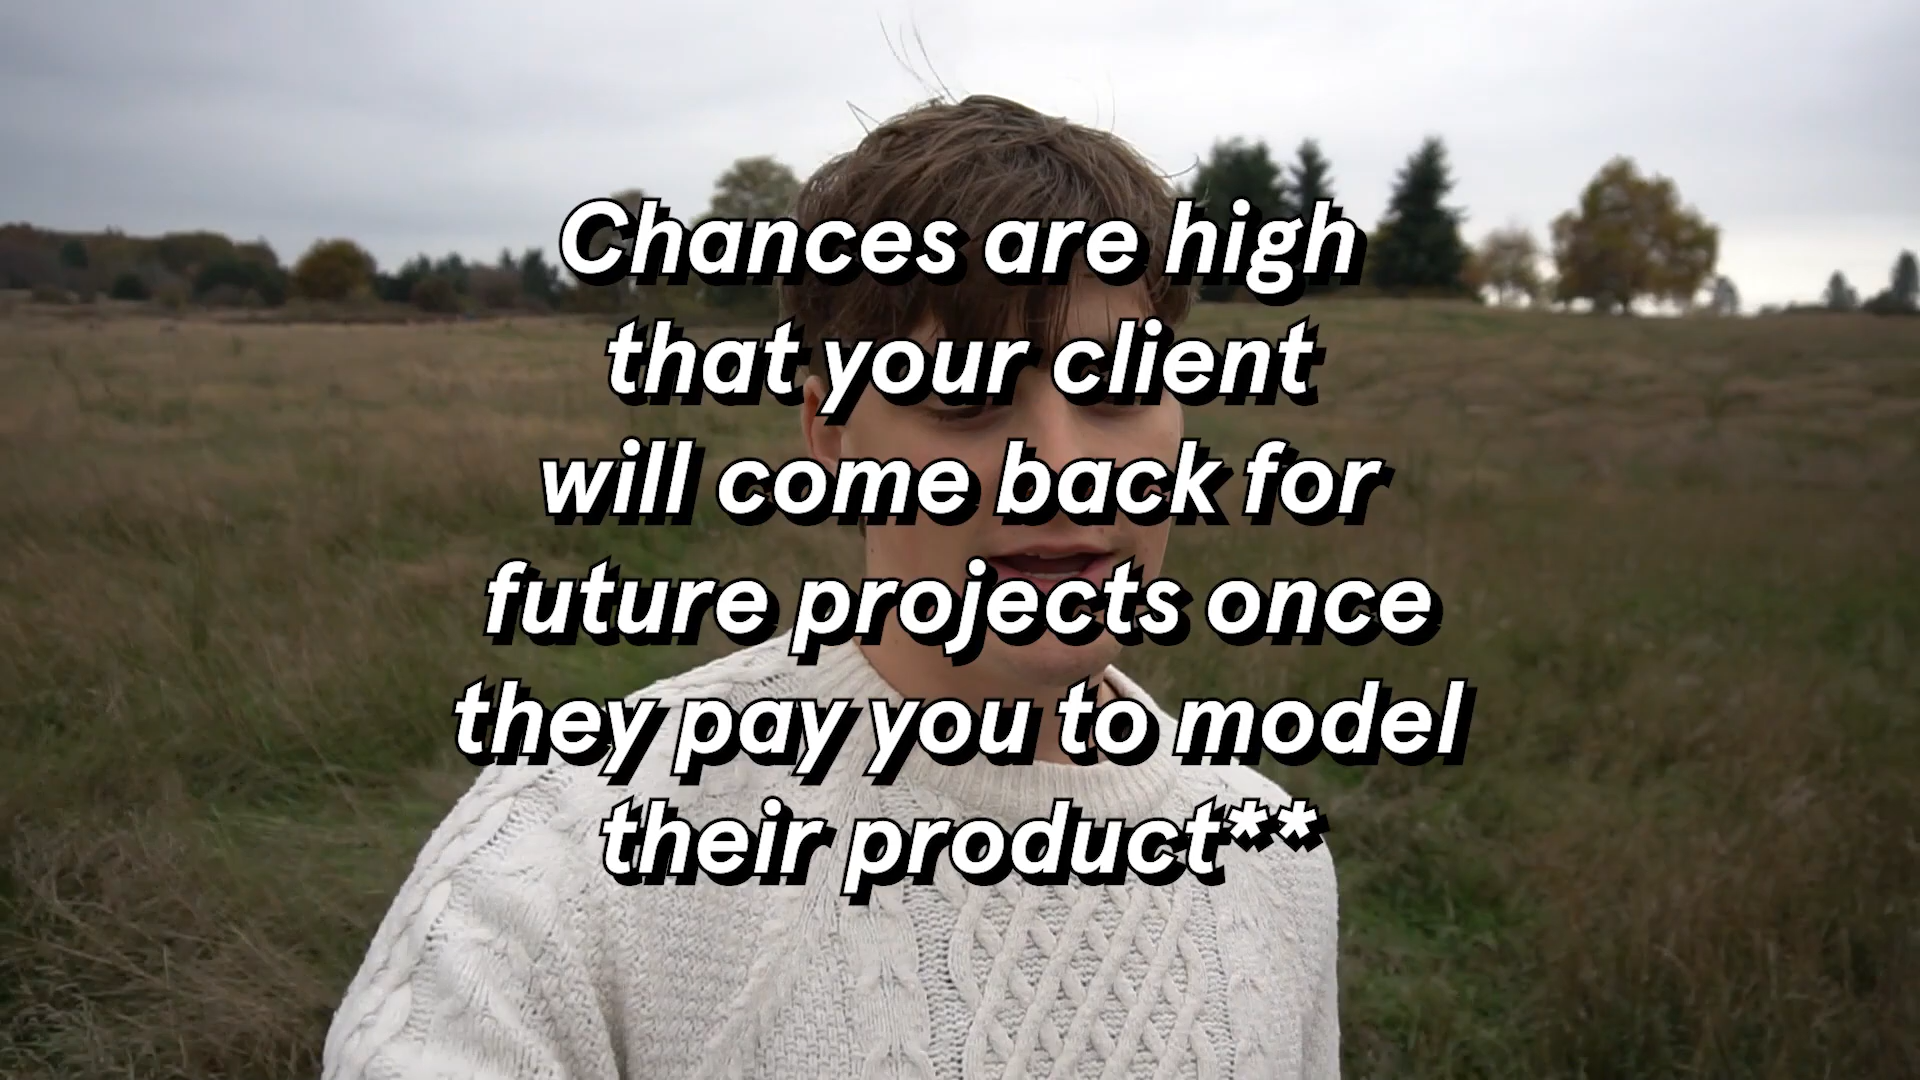 Chances are high
that your client
will come back for
future projects once
they pay you to model
their product**